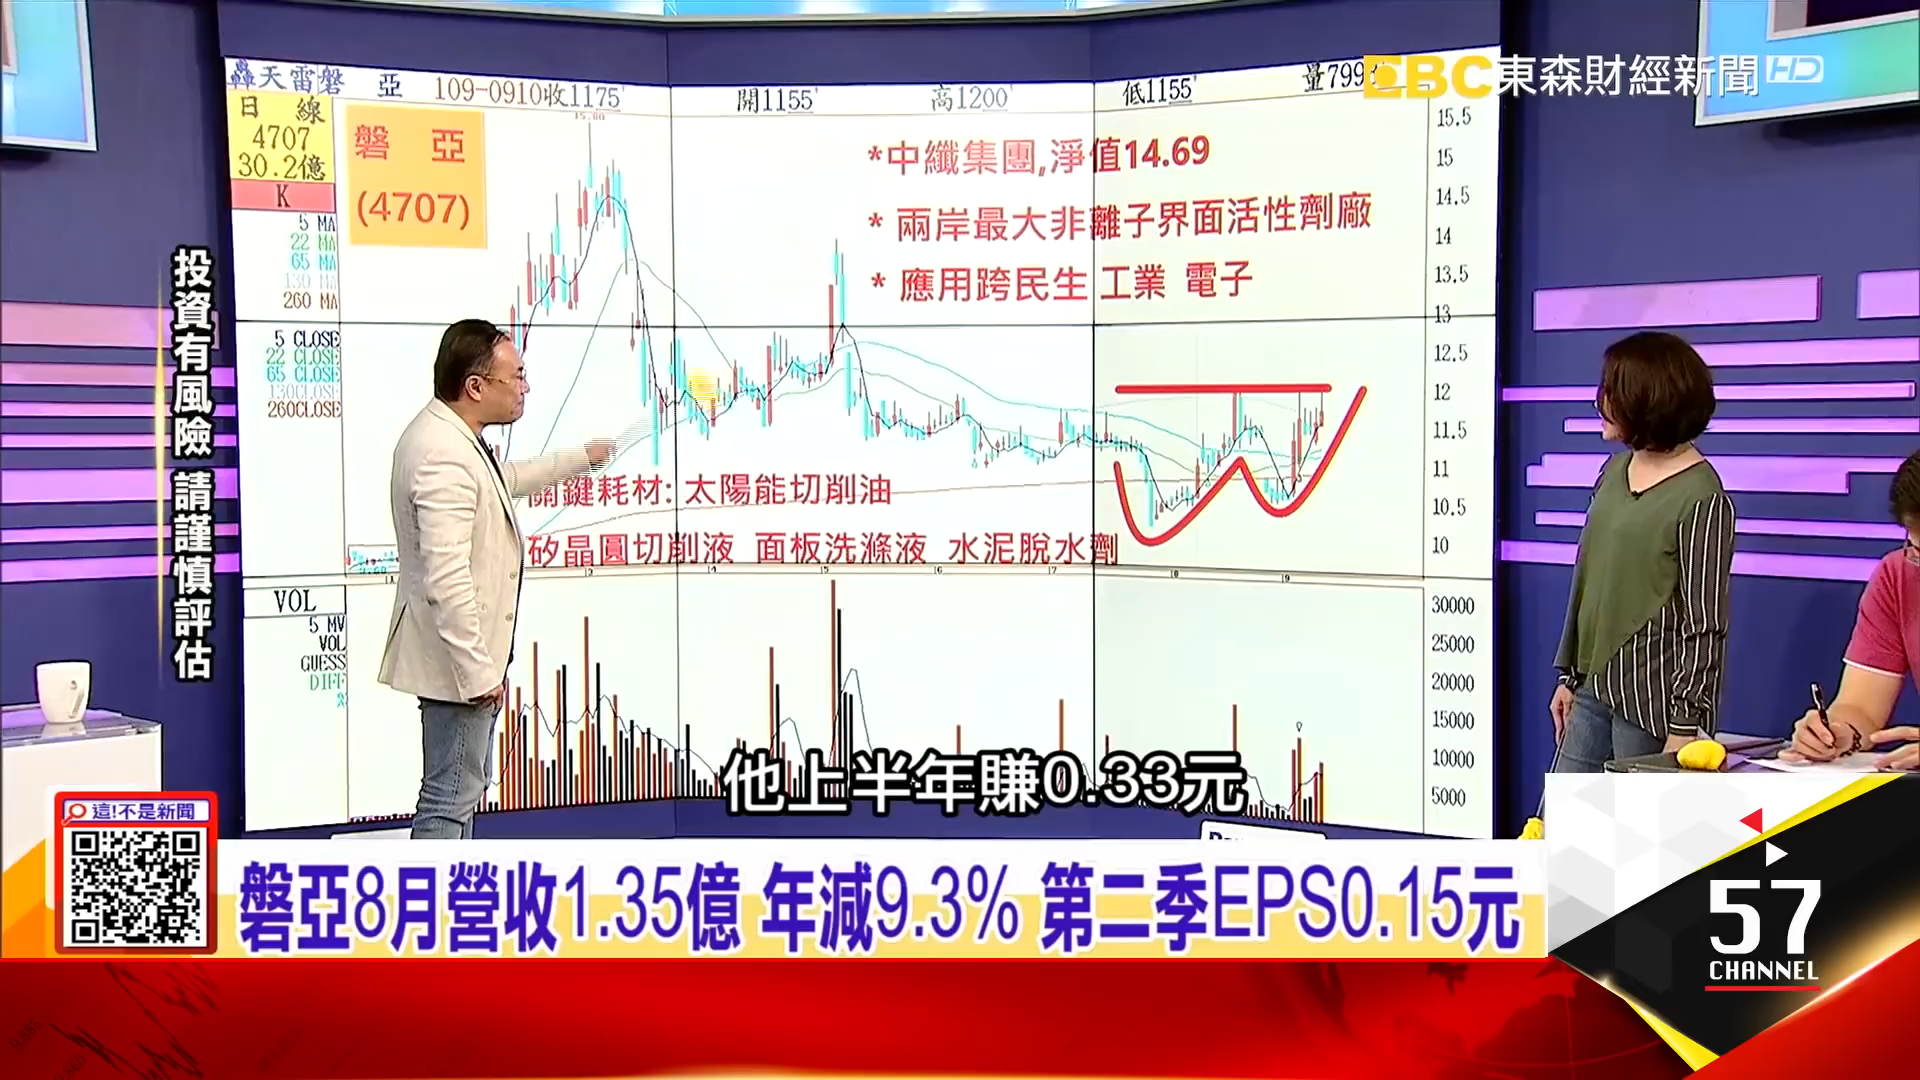 EBC東森財經新聞HD
轟天雷磐 亞 109-0910收1175' 開1155' 高1200' 低1155' 量799
日 線
4707
30.2億
K
5 MA
22 MA
65 MA
130 MA
260 MA
磐 亞
(4707)
*中纖集團,淨值14.69
* 兩岸最大非離子界面活性劑廠
* 應用跨民生 工業 電子
15.5
15
14.5
14
13.5
13
12.5
12
11.5
11
10.5
10
5 CLOSE
22 CLOSE
65 CLOSE
130CLOSE
260CLOSE
關鍵耗材: 太陽能切削油
矽晶圓切削液 面板洗滌液 水泥脫水劑
VOL
5 MV
VOL
GUESS
DIFF
30000
25000
20000
15000
10000
5000
投資有風險 請謹慎評估
他上半年賺0.33元
這!不是新聞
磐亞8月營收1.35億 年減9.3% 第二季EPS0.15元
57
CHANNEL